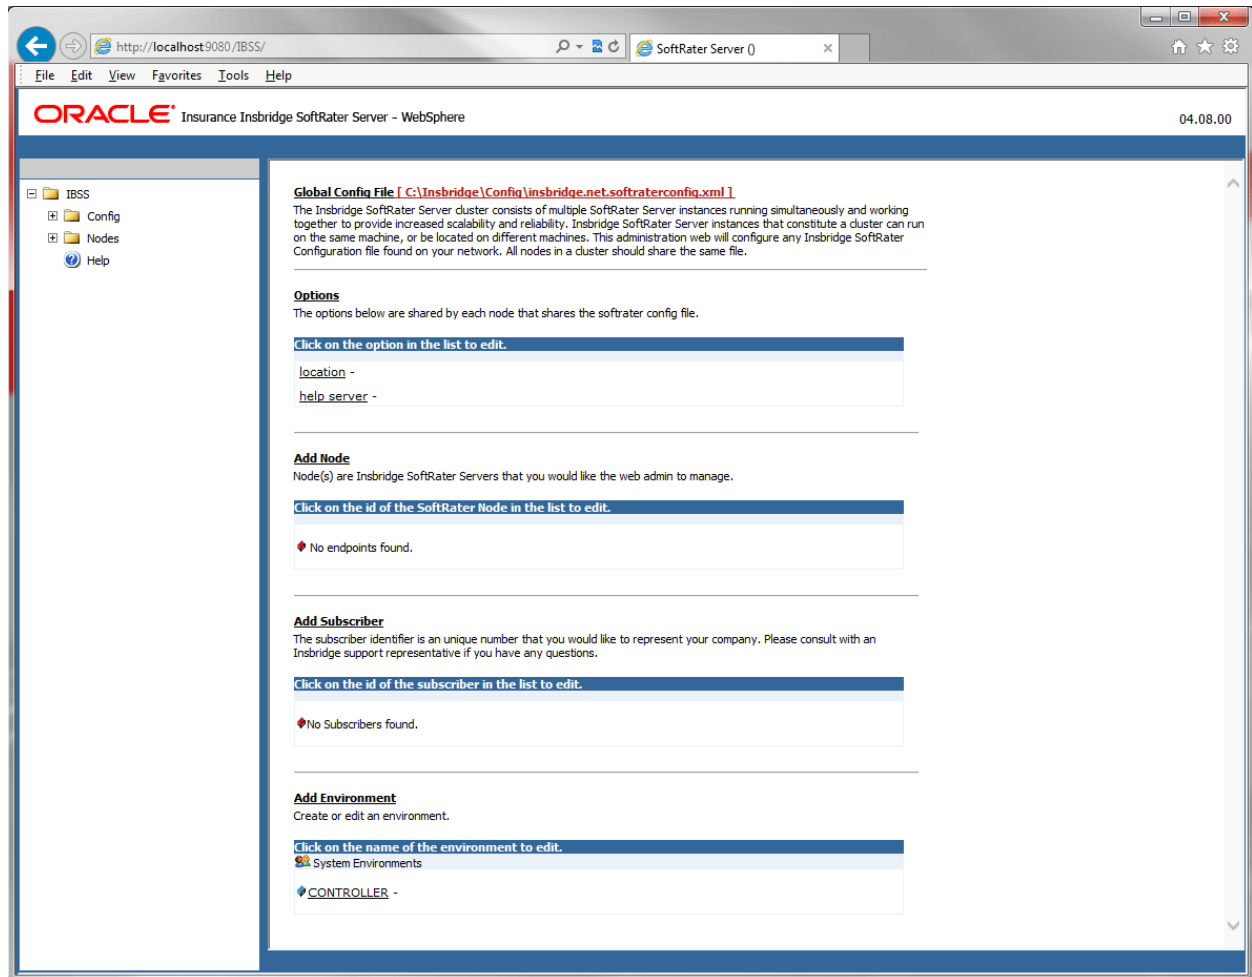 http://localhost:9080/IBSS/
SoftRater Server ()
File Edit View Favorites Tools Help
ORACLE Insurance Insbridge SoftRater Server - WebSphere
04.08.00
IBSS
Config
Nodes
Help
Global Config File [ C:\Insbridge\Config\insbridge.net.softraterconfig.xml ]
The Insbridge SoftRater Server cluster consists of multiple SoftRater Server instances running simultaneously and working
together to provide increased scalability and reliability. Insbridge SoftRater Server instances that constitute a cluster can run
on the same machine, or be located on different machines. This administration web will configure any Insbridge SoftRater
Configuration file found on your network. All nodes in a cluster should share the same file.
Options
The options below are shared by each node that shares the softrater config file.
Click on the option in the list to edit.
location -
help server -
Add Node
Node(s) are Insbridge SoftRater Servers that you would like the web admin to manage.
Click on the id of the SoftRater Node in the list to edit.
No endpoints found.
Add Subscriber
The subscriber identifier is an unique number that you would like to represent your company. Please consult with an
Insbridge support representative if you have any questions.
Click on the id of the subscriber in the list to edit.
No Subscribers found.
Add Environment
Create or edit an environment.
Click on the name of the environment to edit.
System Environments
CONTROLLER -